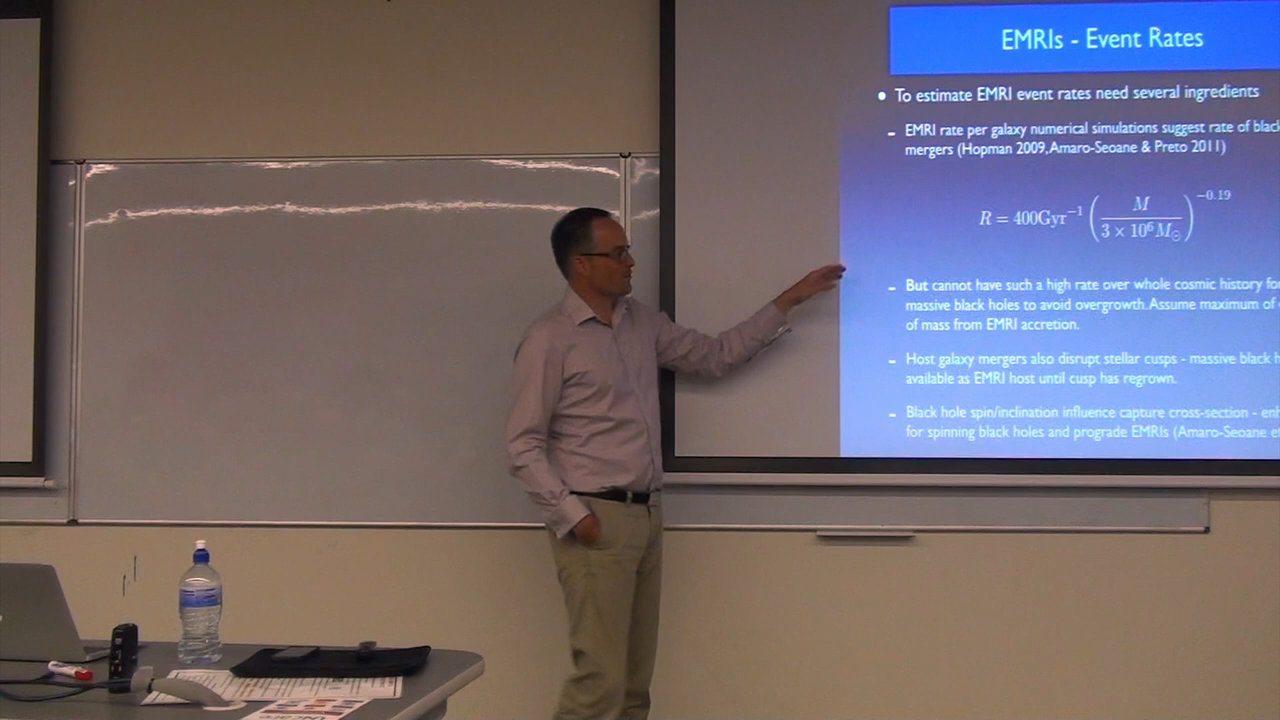 EMRIs - Event Rates
• To estimate EMRI event rates need several ingredients
- EMRI rate per galaxy numerical simulations suggest rate of black
mergers (Hopman 2009, Amaro-Seoane & Preto 2011)
R = 400Gyr⁻¹ (M / 3 × 10⁶M☉)^−0.19
- But cannot have such a high rate over whole cosmic history for
massive black holes to avoid overgrowth. Assume maximum of
of mass from EMRI accretion.
- Host galaxy mergers also disrupt stellar cusps - massive black h
available as EMRI host until cusp has regrown.
- Black hole spin/inclination influence capture cross-section - enh
for spinning black holes and prograde EMRIs (Amaro-Seoane et